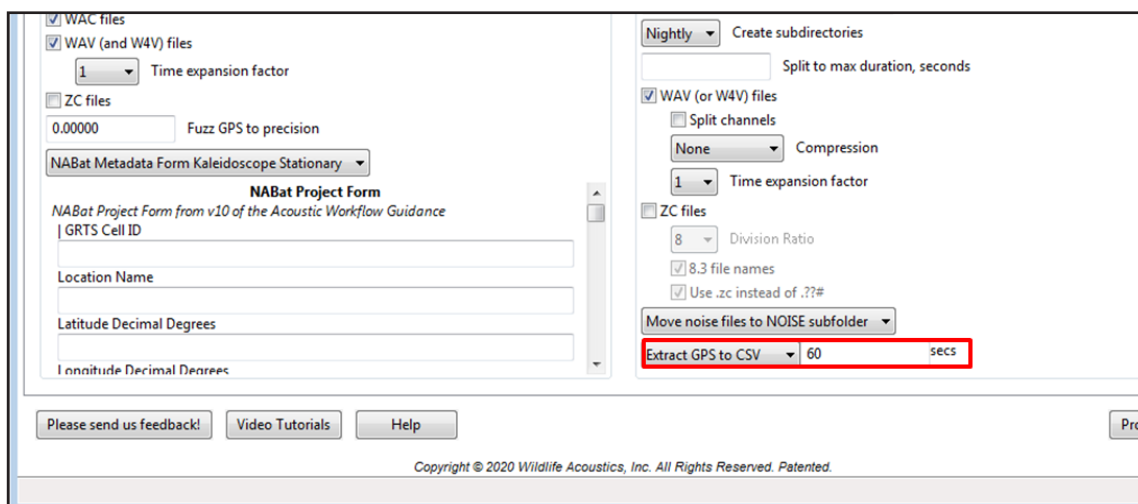 WAC files
WAV (and W4V) files
1 Time expansion factor
ZC files
0.00000 Fuzz GPS to precision
NABat Metadata Form Kaleidoscope Stationary
NABat Project Form
NABat Project Form from v10 of the Acoustic Workflow Guidance
| GRTS Cell ID
Location Name
Latitude Decimal Degrees
Longitude Decimal Degrees
Nightly Create subdirectories
Split to max duration, seconds
WAV (or W4V) files
Split channels
None Compression
1 Time expansion factor
ZC files
8 Division Ratio
8.3 file names
Use .zc instead of .??#
Move noise files to NOISE subfolder
Extract GPS to CSV 60 secs
Please send us feedback! Video Tutorials Help
Copyright © 2020 Wildlife Acoustics, Inc. All Rights Reserved. Patented.